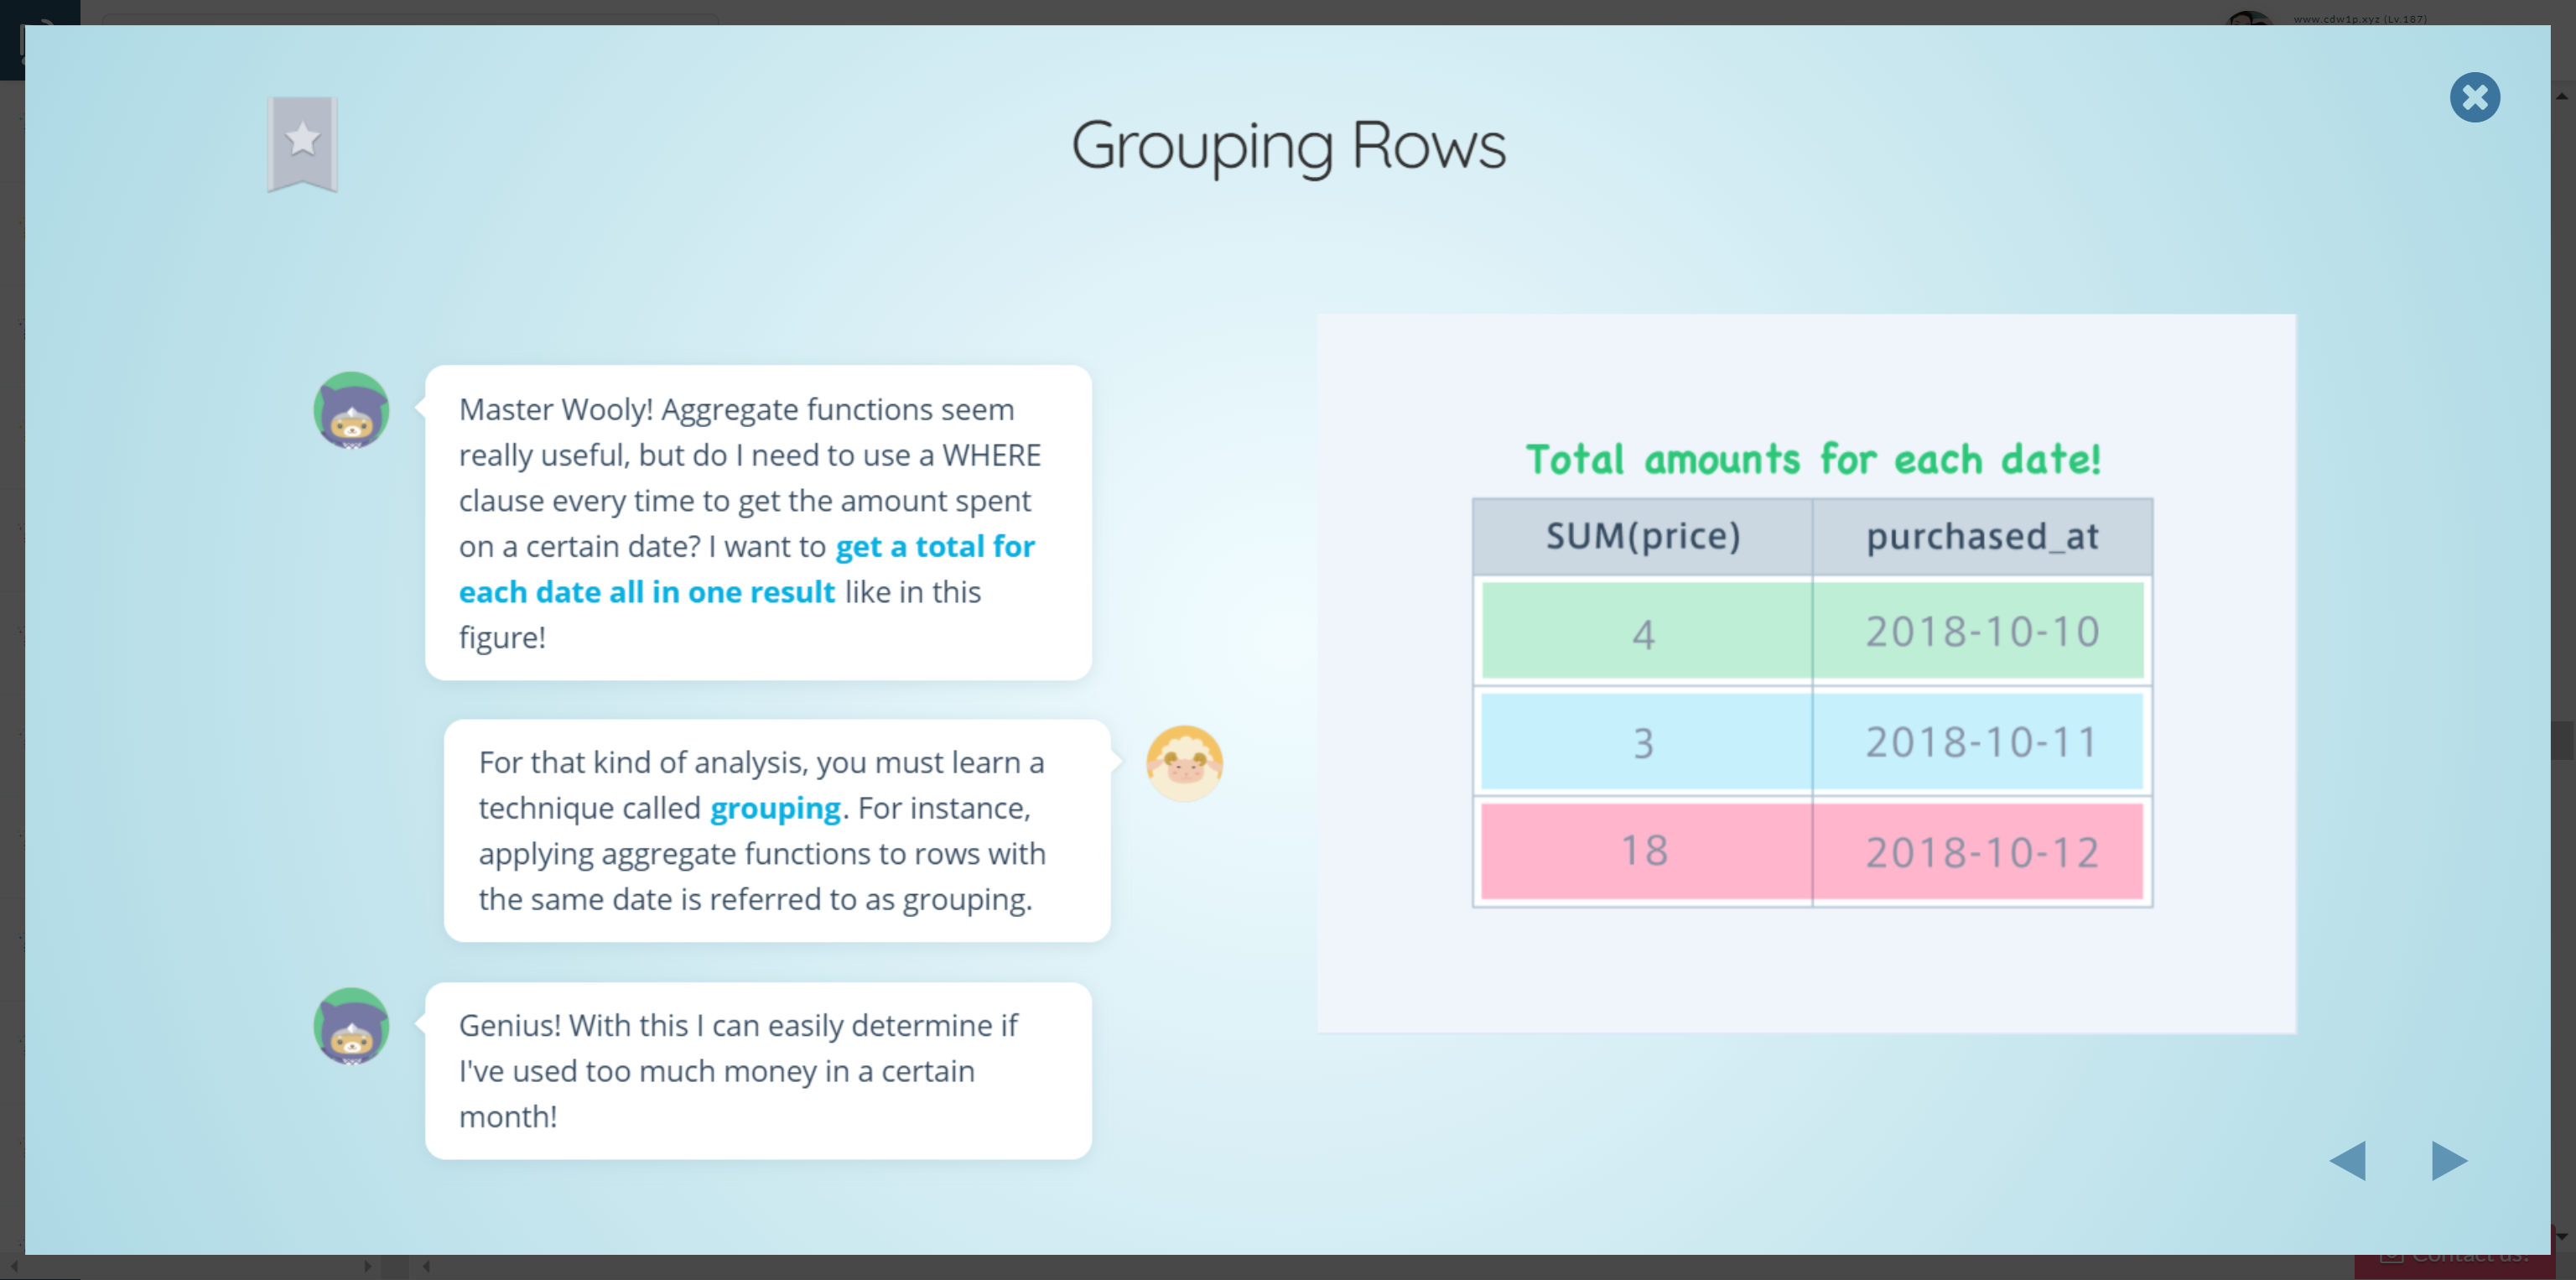 www.cdw1p.xyz (Lv.187)
Grouping Rows
Master Wooly! Aggregate functions seem
really useful, but do I need to use a WHERE
clause every time to get the amount spent
on a certain date? I want to get a total for
each date all in one result like in this
figure!
For that kind of analysis, you must learn a
technique called grouping. For instance,
applying aggregate functions to rows with
the same date is referred to as grouping.
Genius! With this I can easily determine if
I've used too much money in a certain
month!
Total amounts for each date!
SUM(price) purchased_at
4 2018-10-10
3 2018-10-11
18 2018-10-12
Contact us!